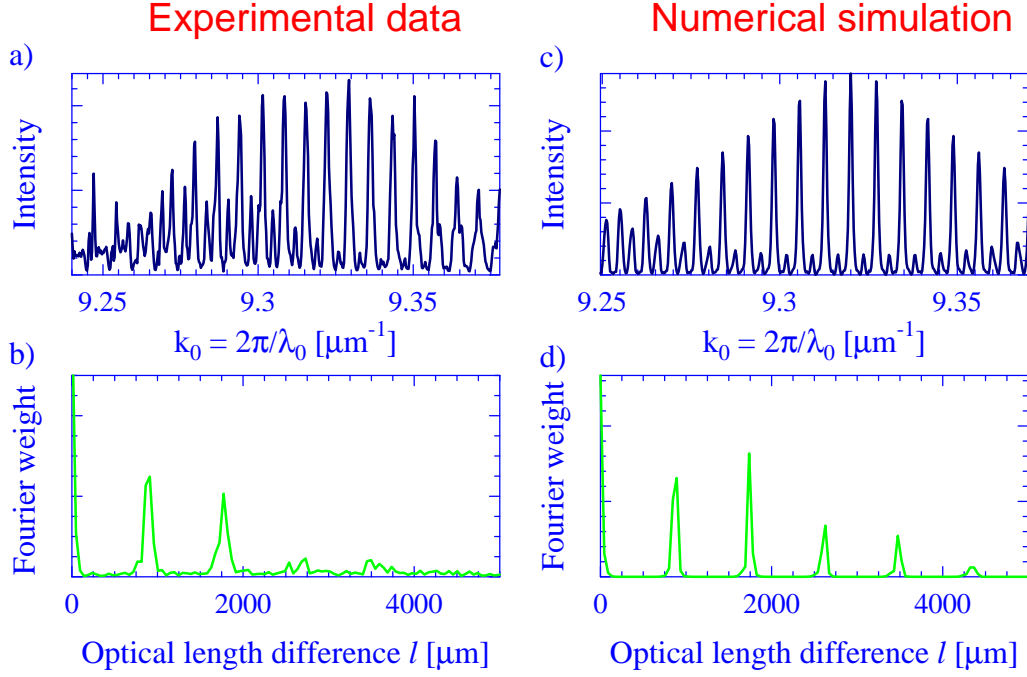 Experimental data
Numerical simulation
a)
c)
Intensity
Intensity
9.25
9.3
9.35
9.25
9.3
9.35
k₀ = 2π/λ₀ [μm⁻¹]
k₀ = 2π/λ₀ [μm⁻¹]
b)
d)
Fourier weight
Fourier weight
0
2000
4000
0
2000
4000
Optical length difference l [μm]
Optical length difference l [μm]